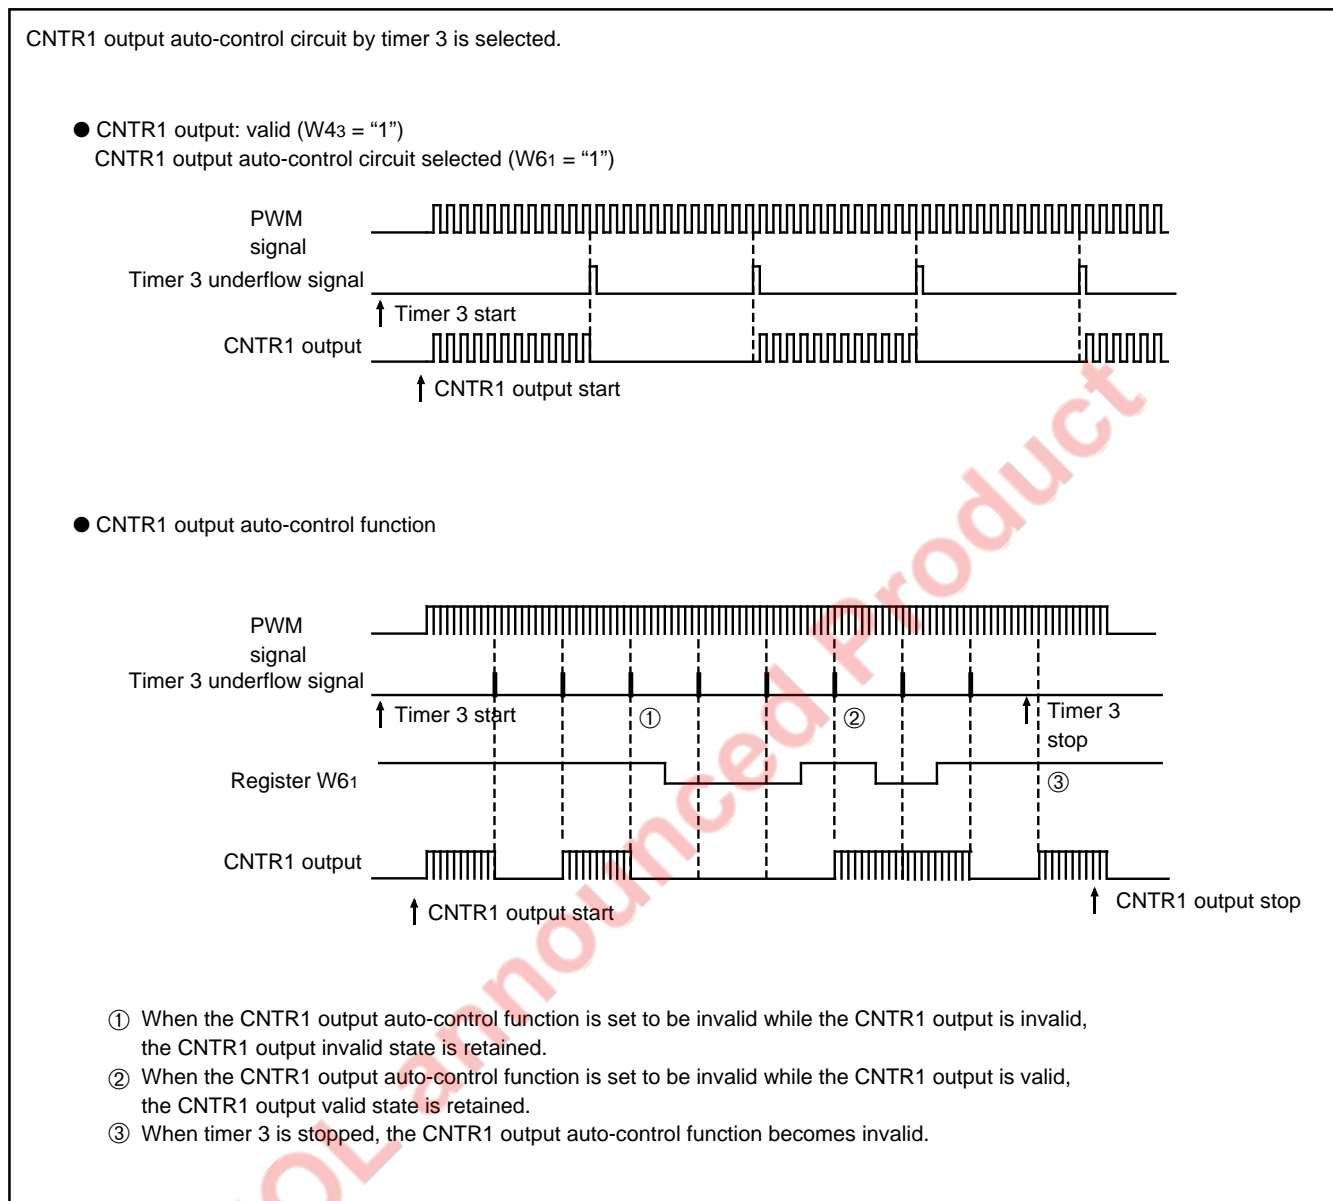 CNTR1 output auto-control circuit by timer 3 is selected.
● CNTR1 output: valid (W43 = “1”)
CNTR1 output auto-control circuit selected (W61 = “1”)
PWM
signal
Timer 3 underflow signal
Timer 3 start
CNTR1 output
CNTR1 output start
● CNTR1 output auto-control function
PWM
signal
Timer 3 underflow signal
Timer 3 start
①
②
Timer 3
stop
Register W61
③
CNTR1 output
CNTR1 output start
CNTR1 output stop
① When the CNTR1 output auto-control function is set to be invalid while the CNTR1 output is invalid,
the CNTR1 output invalid state is retained.
② When the CNTR1 output auto-control function is set to be invalid while the CNTR1 output is valid,
the CNTR1 output valid state is retained.
③ When timer 3 is stopped, the CNTR1 output auto-control function becomes invalid.
OL announced Product